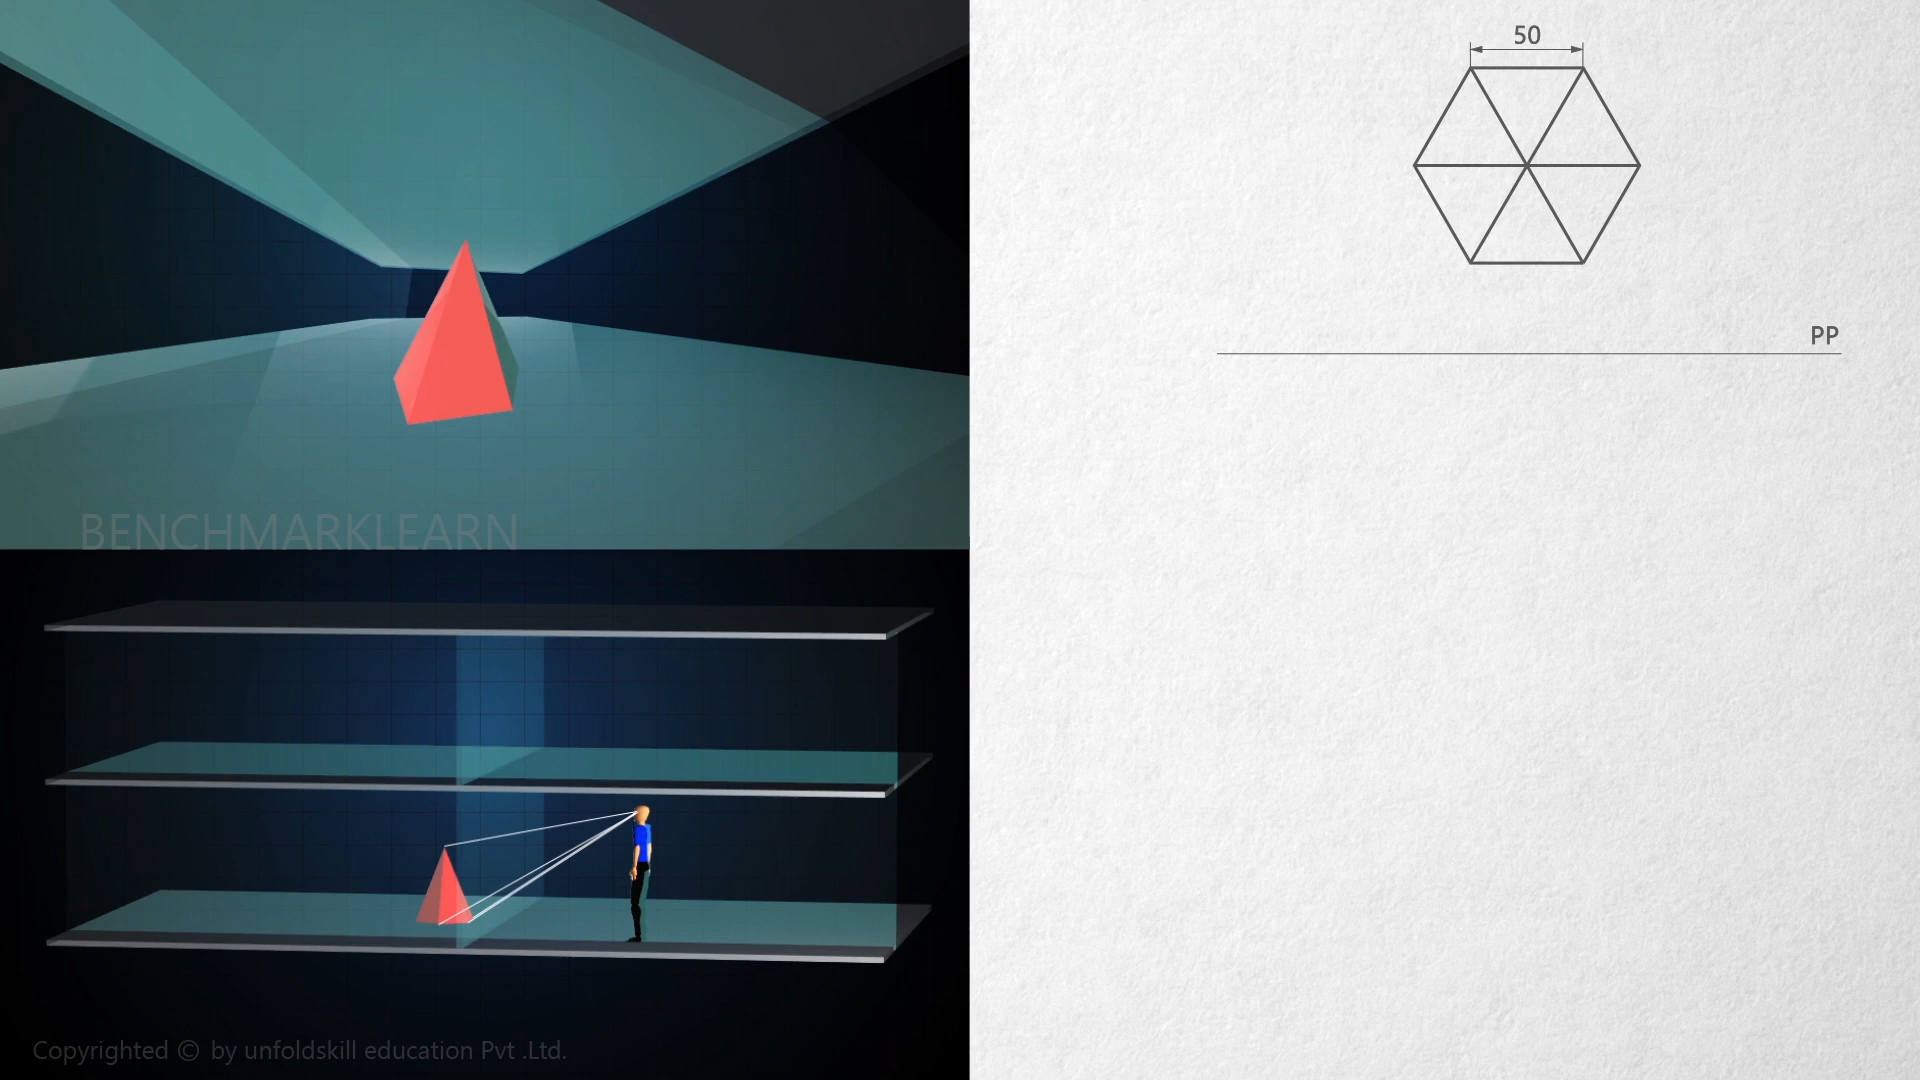 50
PP
BENCHMARKLEARN
Copyrighted © by unfoldskill education Pvt .Ltd.